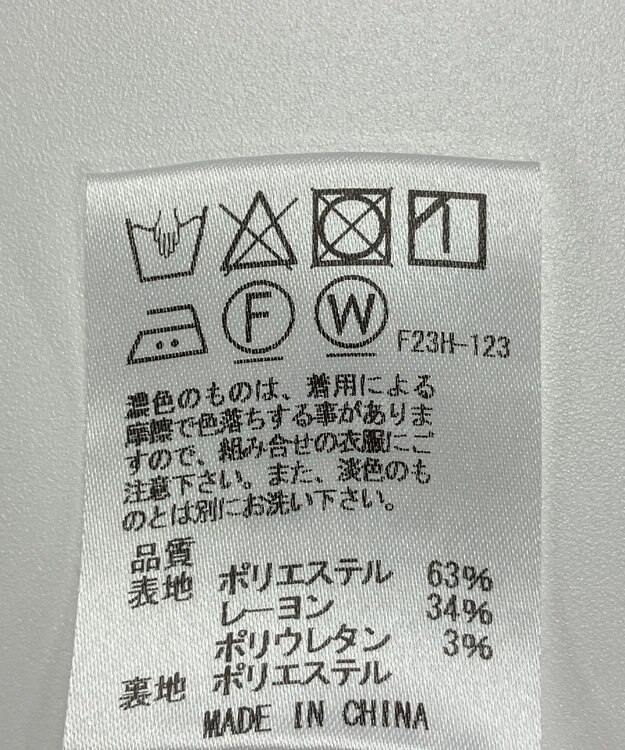 F
W
F23H-123
濃色のものは、着用による
摩擦で色落ちする事がありま
すので、組み合せの衣服にご
注意下さい。また、淡色のも
のとは別にお洗い下さい。
品質
表地 ポリエステル 63%
レーヨン 34%
ポリウレタン 3%
裏地 ポリエステル
MADE IN CHINA